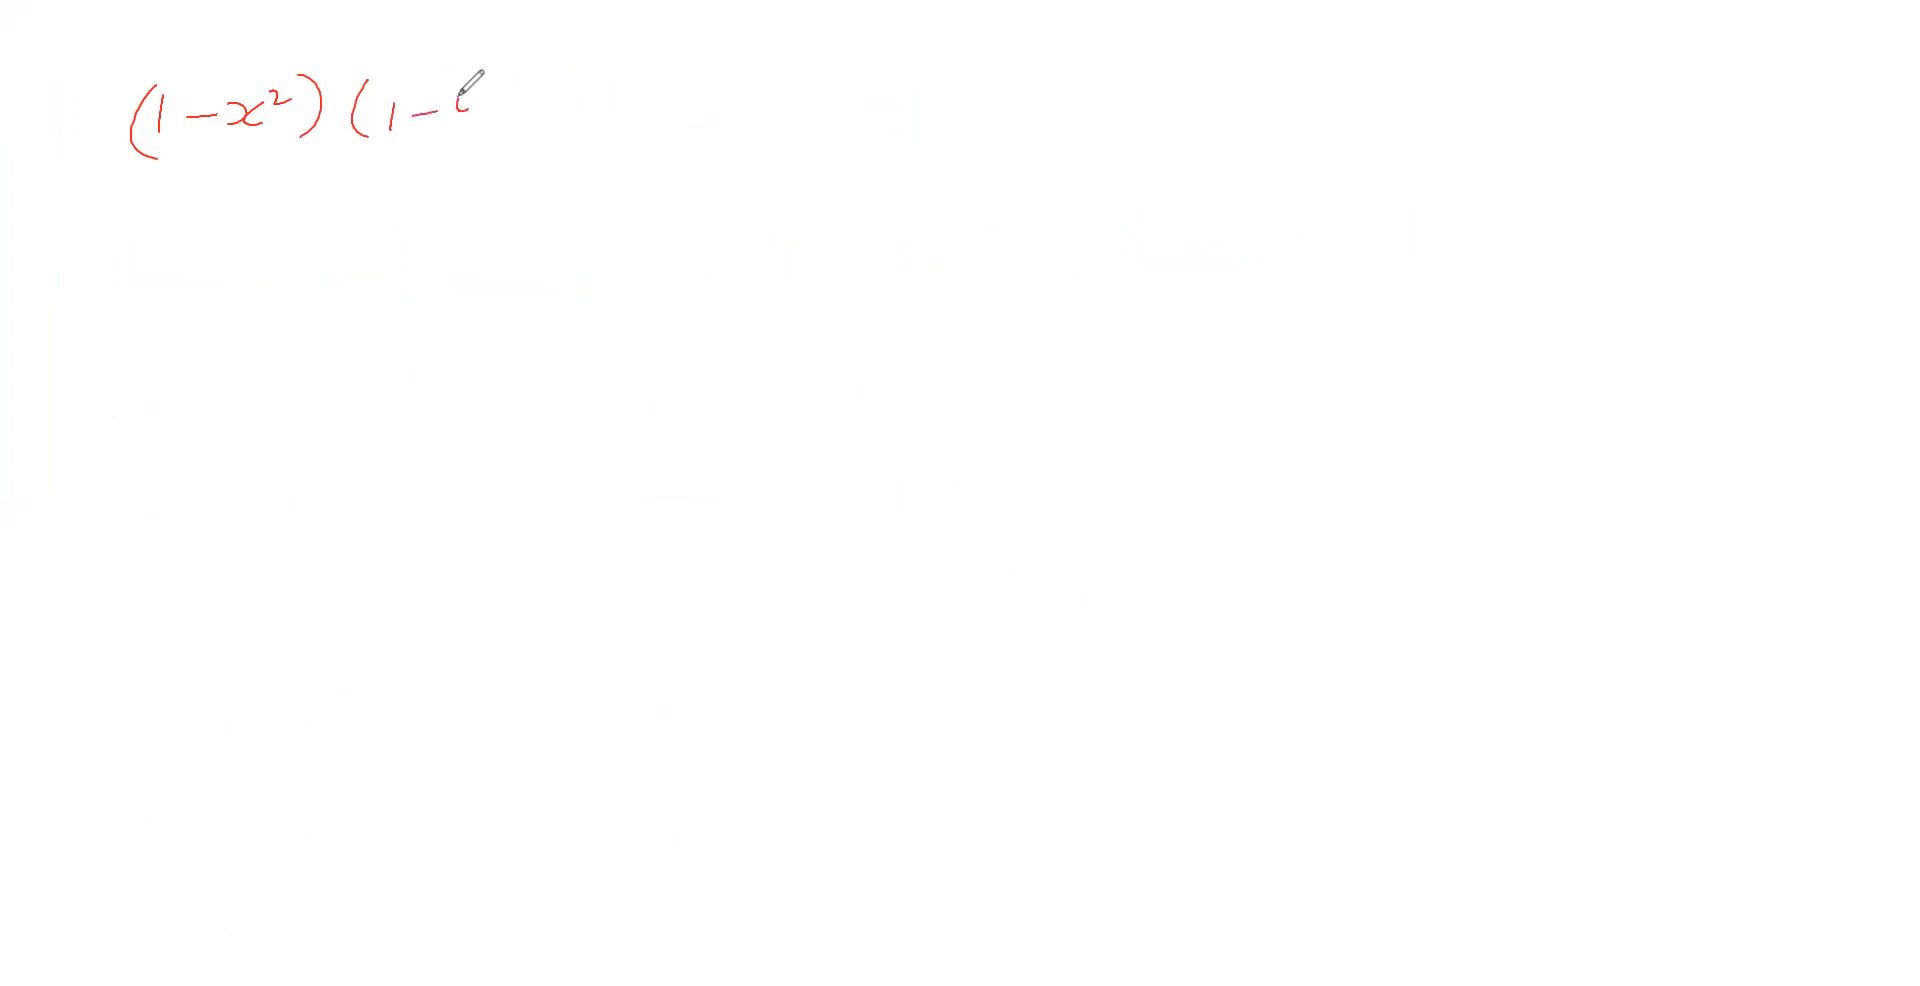 (1 - x²) (1 -